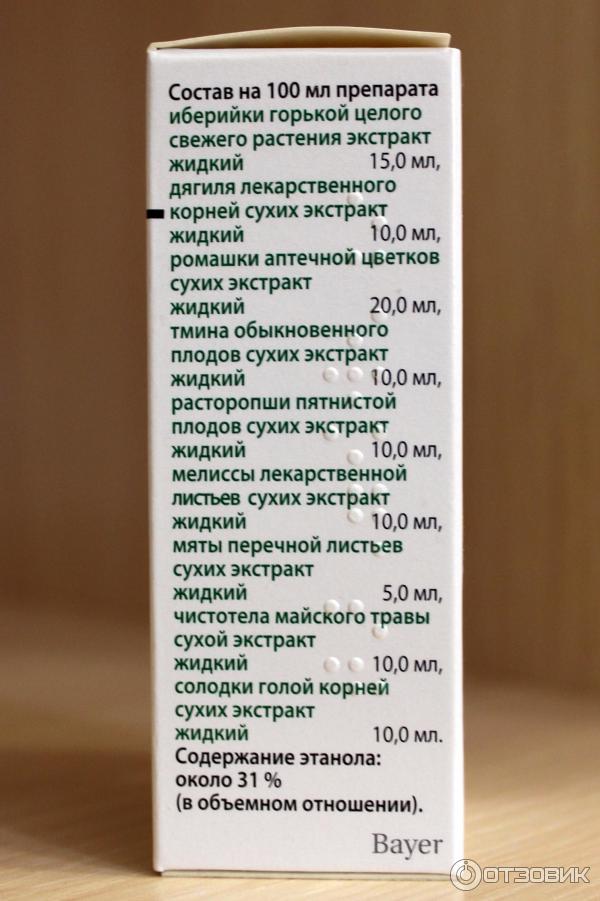 Состав на 100 мл препарата
иберийки горькой целого
свежего растения экстракт
жидкий 15,0 мл,
дягиля лекарственного
корней сухих экстракт
жидкий 10,0 мл,
ромашки аптечной цветков
сухих экстракт
жидкий 20,0 мл,
тмина обыкновенного
плодов сухих экстракт
жидкий 10,0 мл,
расторопши пятнистой
плодов сухих экстракт
жидкий 10,0 мл,
мелиссы лекарственной
листьев сухих экстракт
жидкий 10,0 мл,
мяты перечной листьев
сухих экстракт
жидкий 5,0 мл,
чистотела майского травы
сухой экстракт
жидкий 10,0 мл,
солодки голой корней
сухих экстракт
жидкий 10,0 мл.
Содержание этанола:
около 31 %
(в объемном отношении).
Bayer
ОТЗОВИК